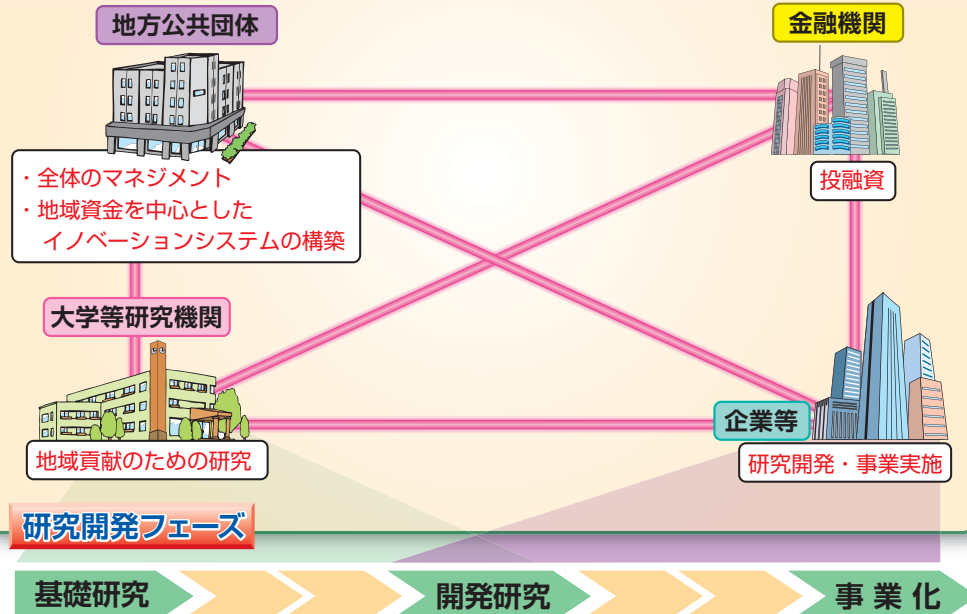 地方公共団体
金融機関
・全体のマネジメント
・地域資金を中心とした
イノベーションシステムの構築
投融資
大学等研究機関
企業等
地域貢献のための研究
研究開発・事業実施
研究開発フェーズ
基礎研究
開発研究
事業化